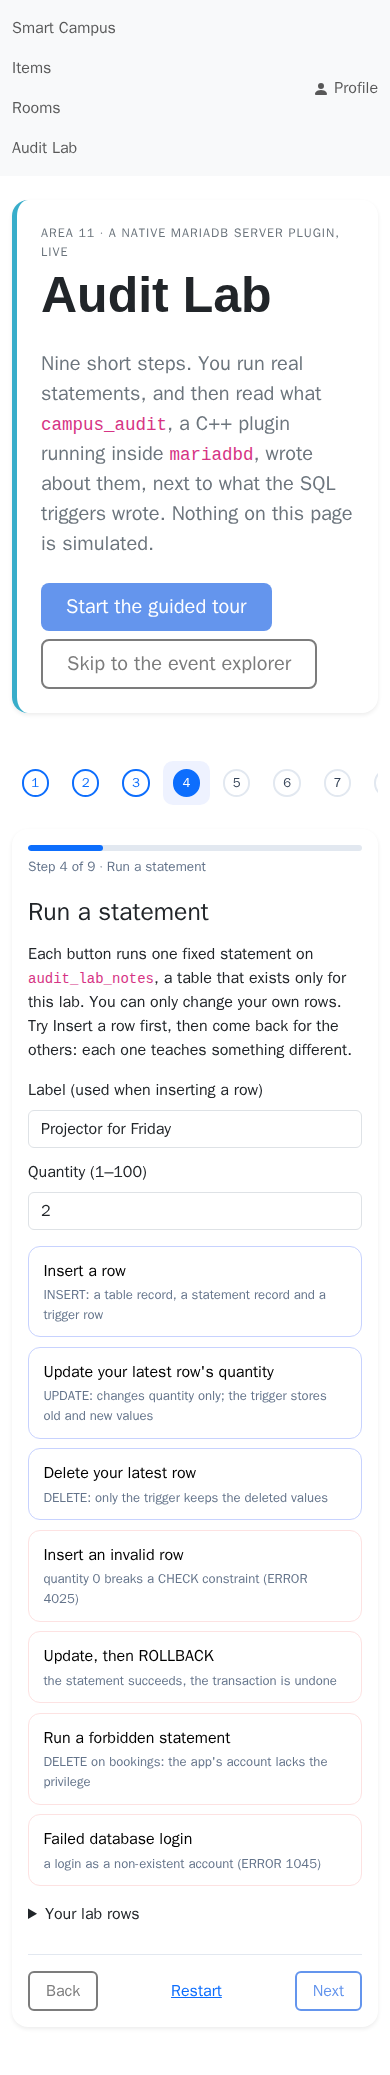 Smart Campus
Items
Rooms
Audit Lab
Profile
AREA 11 · A NATIVE MARIADB SERVER PLUGIN,
LIVE
Audit Lab
Nine short steps. You run real
statements, and then read what
campus_audit, a C++ plugin
running inside mariadbd, wrote
about them, next to what the SQL
triggers wrote. Nothing on this page
is simulated.
Start the guided tour
Skip to the event explorer
1 2 3 4 5 6 7
Step 4 of 9 · Run a statement
Run a statement
Each button runs one fixed statement on
audit_lab_notes, a table that exists only for
this lab. You can only change your own rows.
Try Insert a row first, then come back for the
others: each one teaches something different.
Label (used when inserting a row)
Projector for Friday
Quantity (1–100)
2
Insert a row
INSERT: a table record, a statement record and a
trigger row
Update your latest row's quantity
UPDATE: changes quantity only; the trigger stores
old and new values
Delete your latest row
DELETE: only the trigger keeps the deleted values
Insert an invalid row
quantity 0 breaks a CHECK constraint (ERROR
4025)
Update, then ROLLBACK
the statement succeeds, the transaction is undone
Run a forbidden statement
DELETE on bookings: the app's account lacks the
privilege
Failed database login
a login as a non-existent account (ERROR 1045)
Your lab rows
Back Restart Next